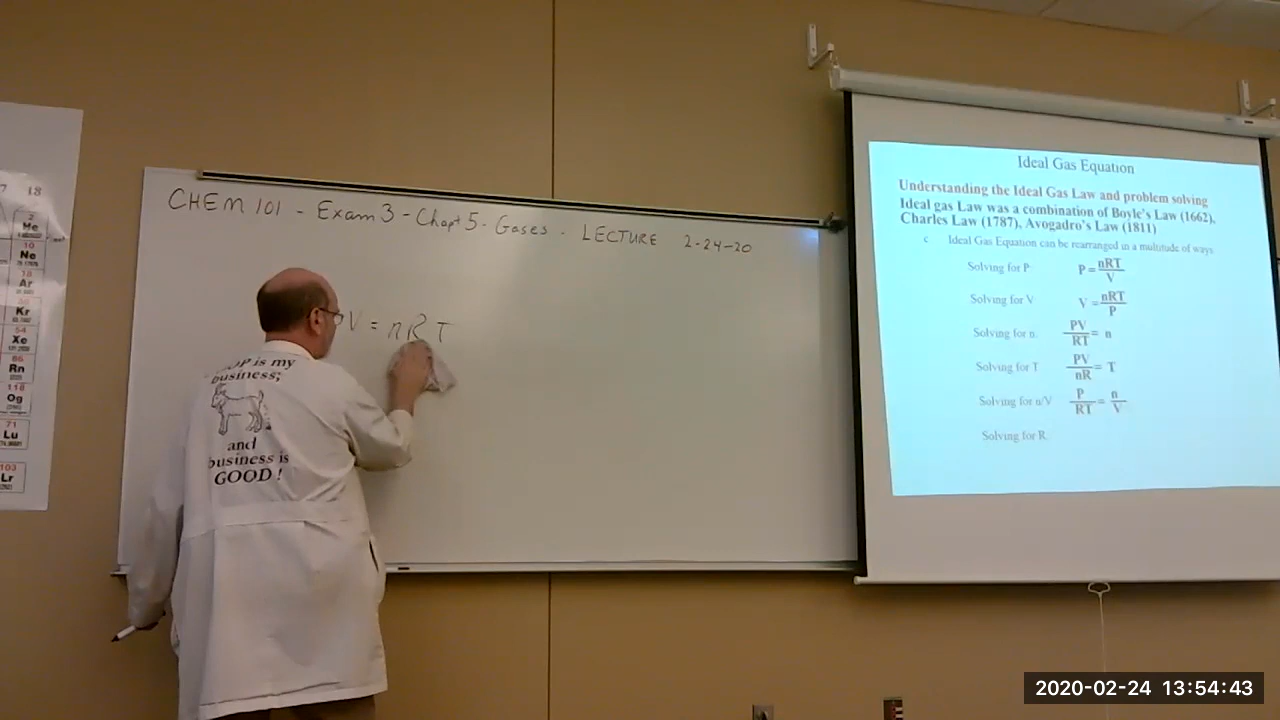 CHEM 101 - Exam 3 - Chapt 5 - Gases - LECTURE 2-24-20
V = nRT
is my
business;
and
business is
GOOD !
18
2
He
10
Ne
18
Ar
Kr
54
Xe
86
Rn
118
Og
71
Lu
103
Lr
Ideal Gas Equation
Understanding the Ideal Gas Law and problem solving
Ideal gas Law was a combination of Boyle's Law (1662),
Charles Law (1787), Avogadro's Law (1811)
c Ideal Gas Equation can be rearranged in a multitude of ways
Solving for P P = nRT/V
Solving for V V = nRT/P
Solving for n. PV/RT = n
Solving for T PV/nR = T
Solving for n/V P/RT = n/V
Solving for R
2020-02-24 13:54:43